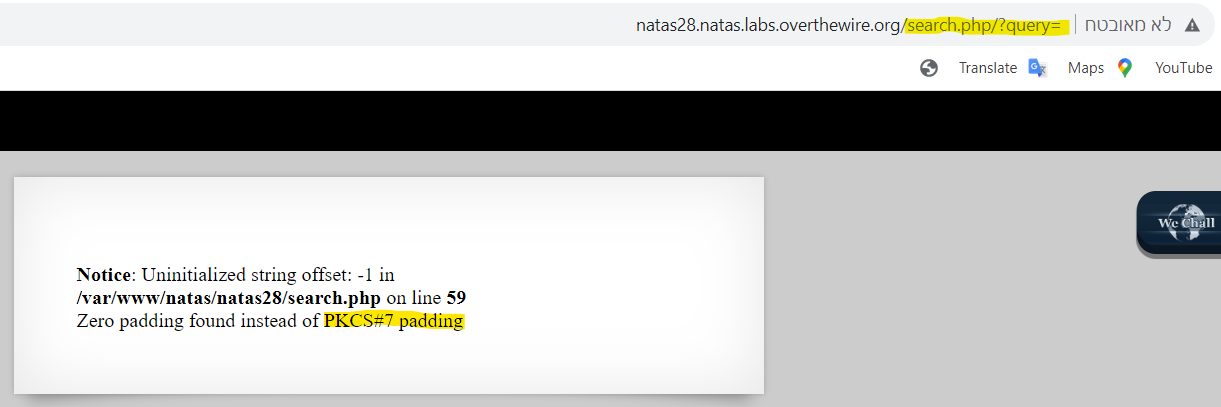 natas28.natas.labs.overthewire.org/search.php/?query= | לא מאובטח
Translate Maps YouTube
We Chall
Notice: Uninitialized string offset: -1 in
/var/www/natas/natas28/search.php on line 59
Zero padding found instead of PKCS#7 padding